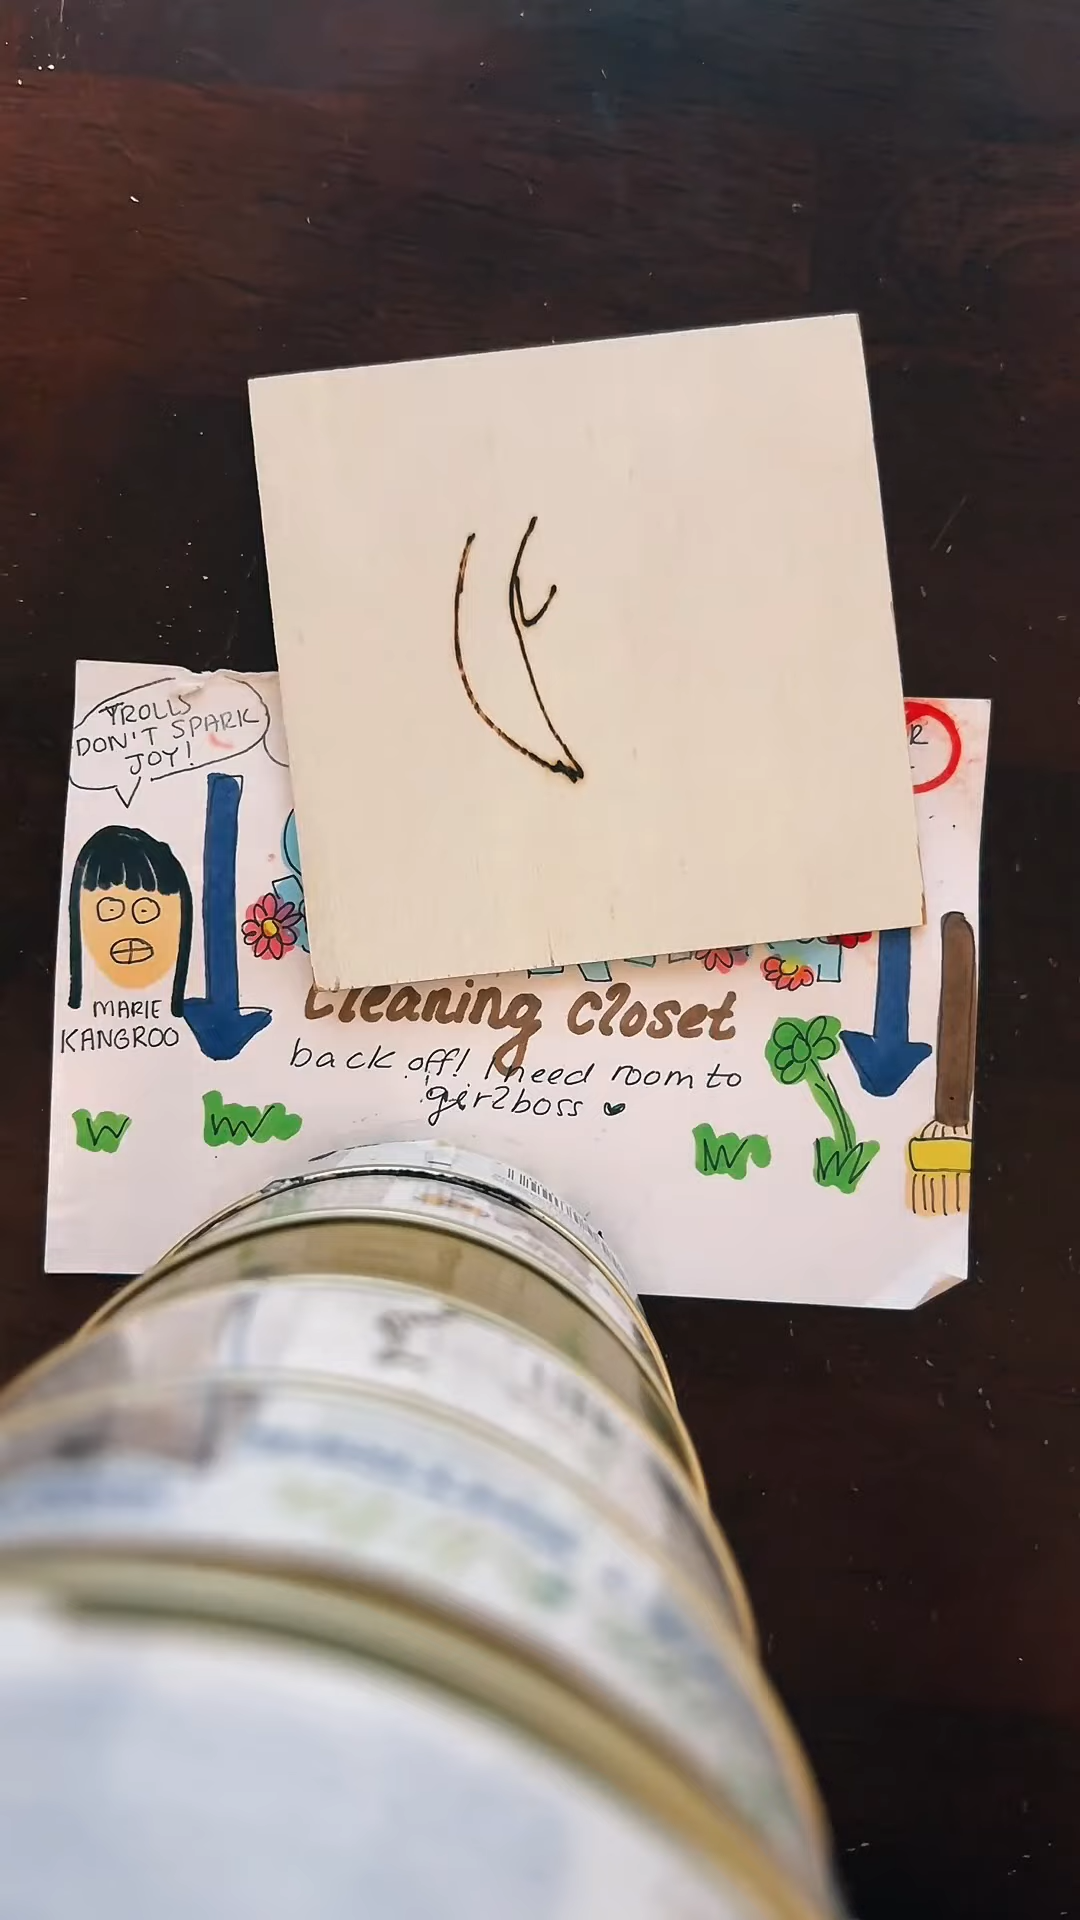 TROLLS
DON'T SPARK
JOY!
MARIE
KANGROO
cleaning closet
back off! I need room to
girlboss